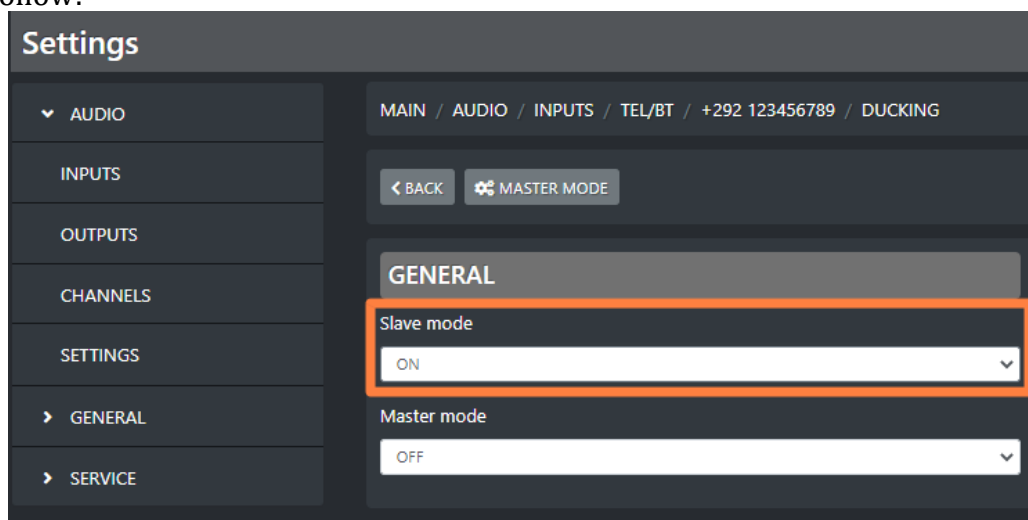 Settings
AUDIO
INPUTS
OUTPUTS
CHANNELS
SETTINGS
GENERAL
SERVICE
MAIN / AUDIO / INPUTS / TEL/BT / +292 123456789 / DUCKING
BACK MASTER MODE
GENERAL
Slave mode
ON
Master mode
OFF